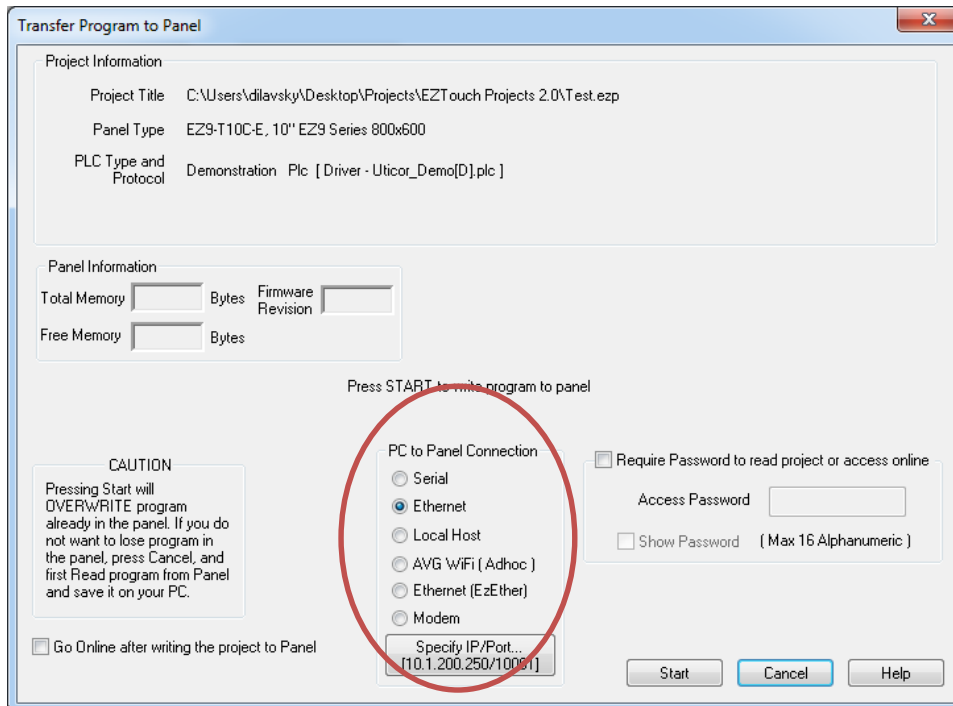 Transfer Program to Panel
Project Information
Project Title C:\Users\dilavsky\Desktop\Projects\EZTouch Projects 2.0\Test.ezp
Panel Type EZ9-T10C-E, 10" EZ9 Series 800x600
PLC Type and
Protocol
Demonstration Plc [ Driver - Uticor_Demo[D].plc ]
Panel Information
Total Memory Bytes
Firmware
Revision
Free Memory Bytes
Press START to write program to panel
CAUTION
Pressing Start will
OVERWRITE program
already in the panel. If you do
not want to lose program in
the panel, press Cancel, and
first Read program from Panel
and save it on your PC.
Go Online after writing the project to Panel
PC to Panel Connection
Serial
Ethernet
Local Host
AVG WiFi ( Adhoc )
Ethernet (EzEther)
Modem
Specify IP/Port...
[10.1.200.250/10001]
Require Password to read project or access online
Access Password
Show Password ( Max 16 Alphanumeric )
Start Cancel Help